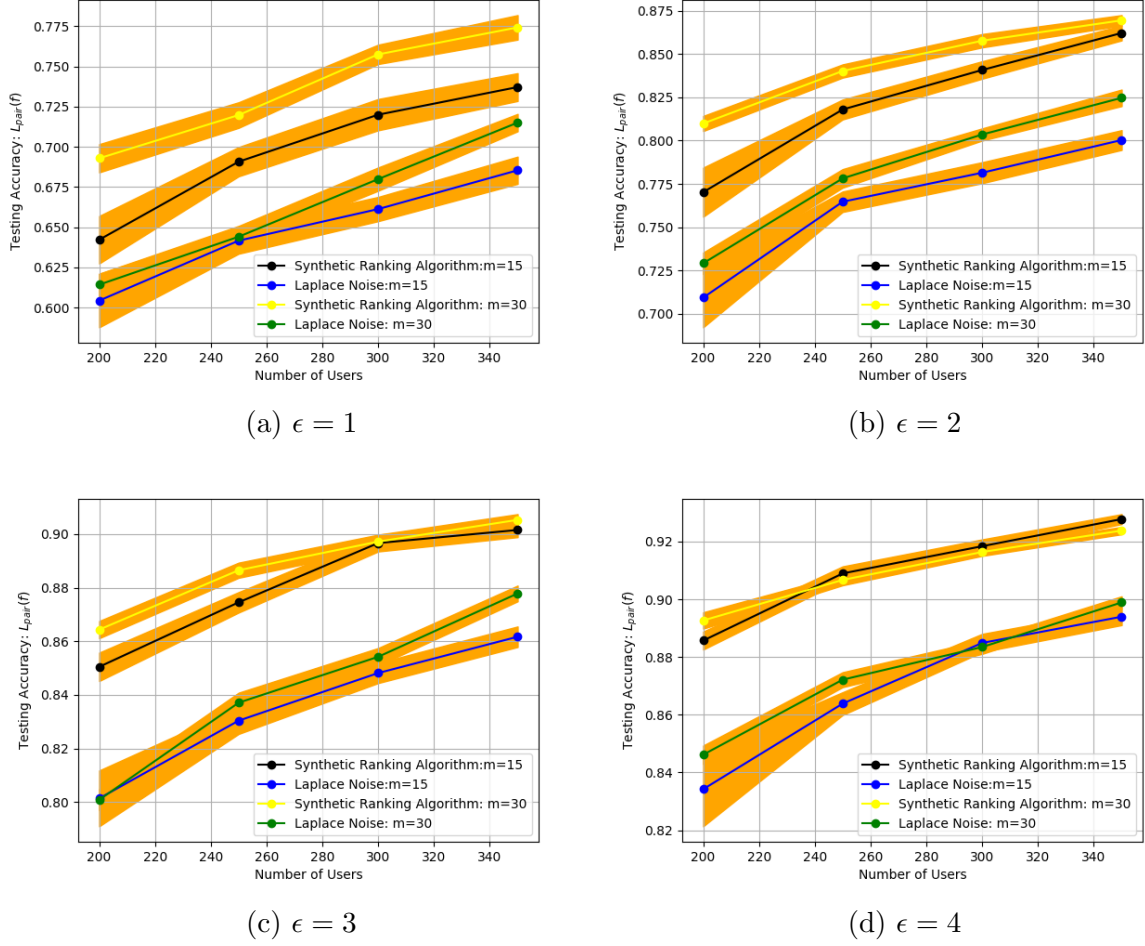 Testing Accuracy: L_pair(f)
0.775
0.750
0.725
0.700
0.675
0.650
0.625
0.600
Synthetic Ranking Algorithm:m=15
Laplace Noise:m=15
Synthetic Ranking Algorithm: m=30
Laplace Noise: m=30
200 220 240 260 280 300 320 340
Number of Users
(a) ϵ = 1
Testing Accuracy: L_pair(f)
0.875
0.850
0.825
0.800
0.775
0.750
0.725
0.700
Synthetic Ranking Algorithm:m=15
Laplace Noise:m=15
Synthetic Ranking Algorithm: m=30
Laplace Noise: m=30
200 220 240 260 280 300 320 340
Number of Users
(b) ϵ = 2
Testing Accuracy: L_pair(f)
0.90
0.88
0.86
0.84
0.82
0.80
Synthetic Ranking Algorithm:m=15
Laplace Noise:m=15
Synthetic Ranking Algorithm: m=30
Laplace Noise: m=30
200 220 240 260 280 300 320 340
Number of Users
(c) ϵ = 3
Testing Accuracy: L_pair(f)
0.92
0.90
0.88
0.86
0.84
0.82
Synthetic Ranking Algorithm:m=15
Laplace Noise:m=15
Synthetic Ranking Algorithm: m=30
Laplace Noise: m=30
200 220 240 260 280 300 320 340
Number of Users
(d) ϵ = 4